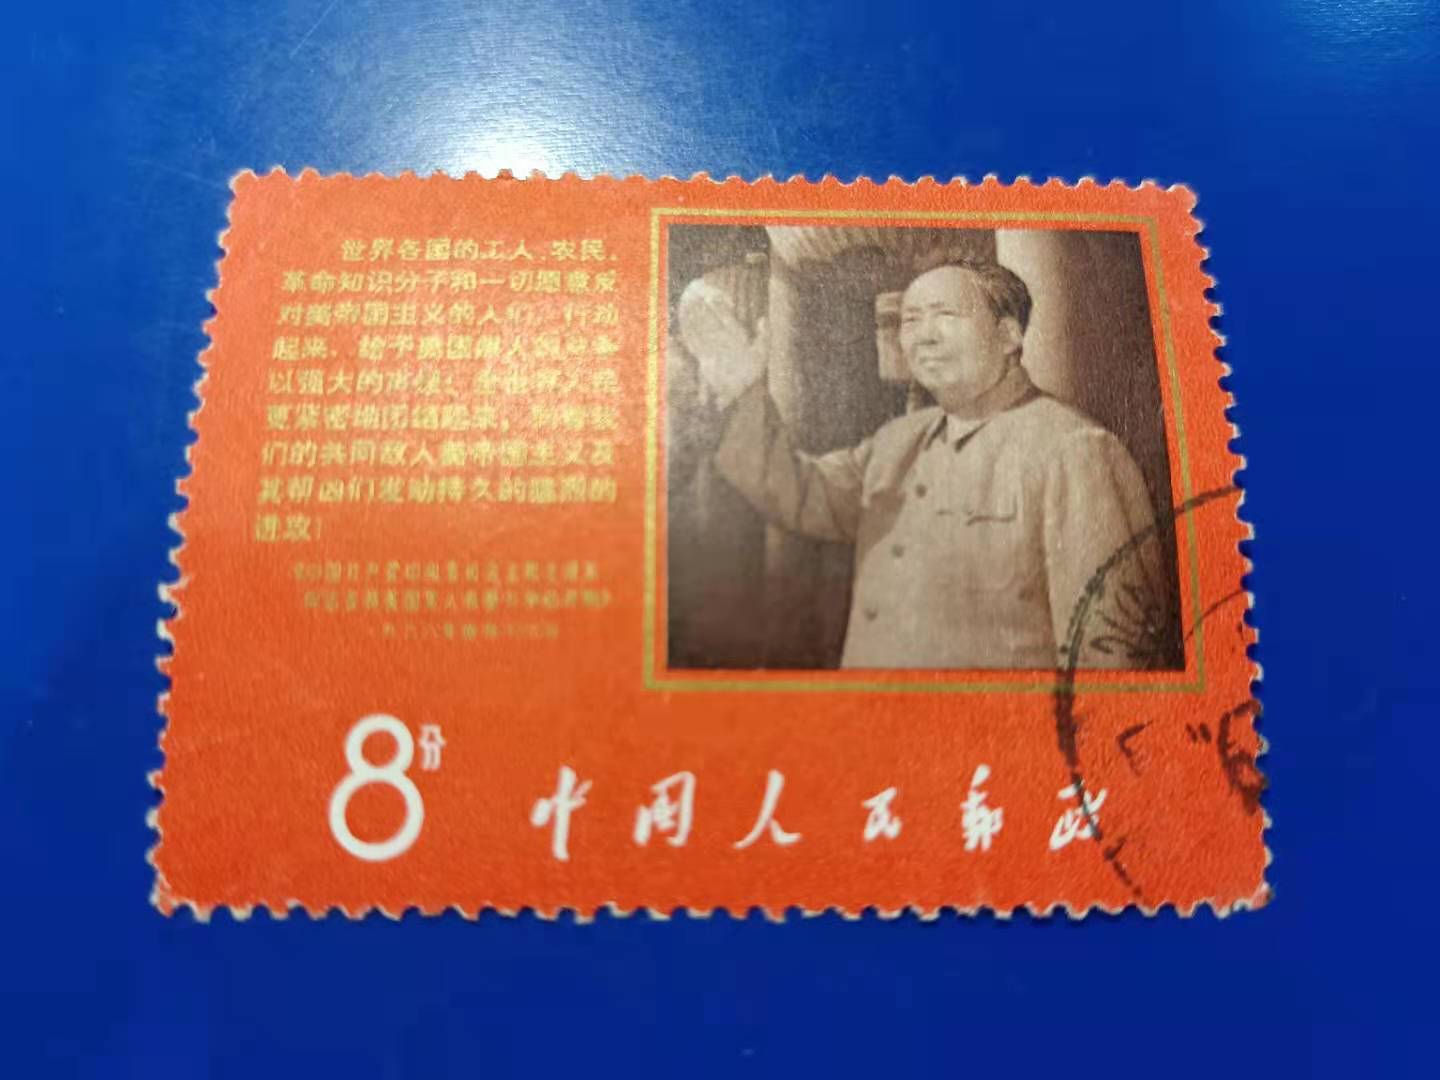 世界各国的工人、农民、
革命知识分子和一切愿意反
对美帝国主义的人们，行动
起来，给予美国黑人的斗争
以强大的声援！全世界人民
更紧密地团结起来，向着我
们的共同敌人美帝国主义及
其帮凶们发动持久的猛烈的
进攻！
8分
中国人民邮政